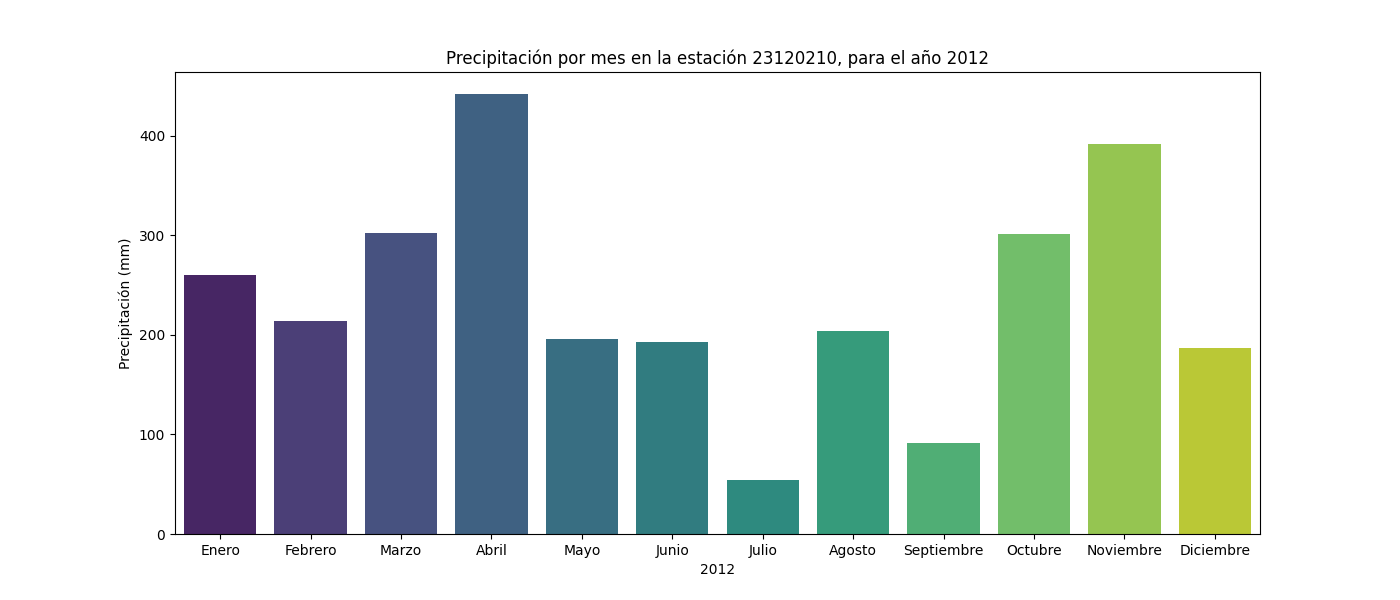 Precipitación por mes en la estación 23120210, para el año 2012
Precipitación (mm)
400
300
200
100
0
Enero Febrero Marzo Abril Mayo Junio Julio Agosto Septiembre Octubre Noviembre Diciembre
2012